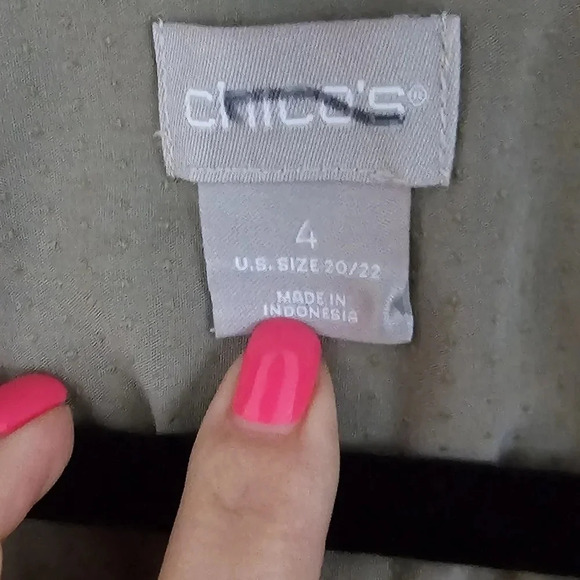 chico's®
4
U.S. SIZE 20/22
MADE IN
INDONESIA